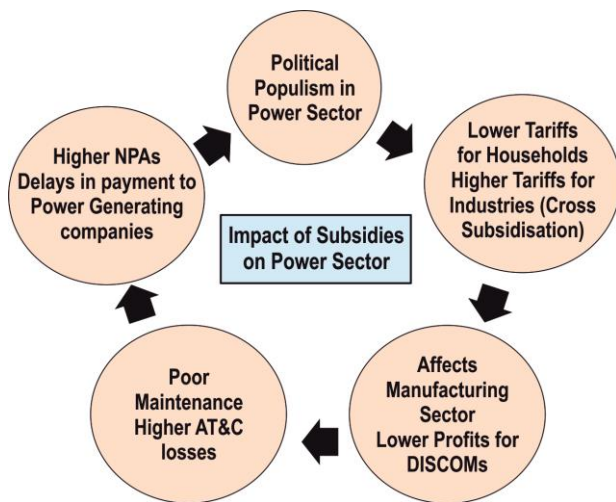 Political
Populism in
Power Sector
Lower Tariffs
for Households
Higher Tariffs for
Industries (Cross
Subsidisation)
Affects
Manufacturing
Sector
Lower Profits for
DISCOMs
Poor
Maintenance
Higher AT&C
losses
Higher NPAs
Delays in payment to
Power Generating
companies
Impact of Subsidies
on Power Sector